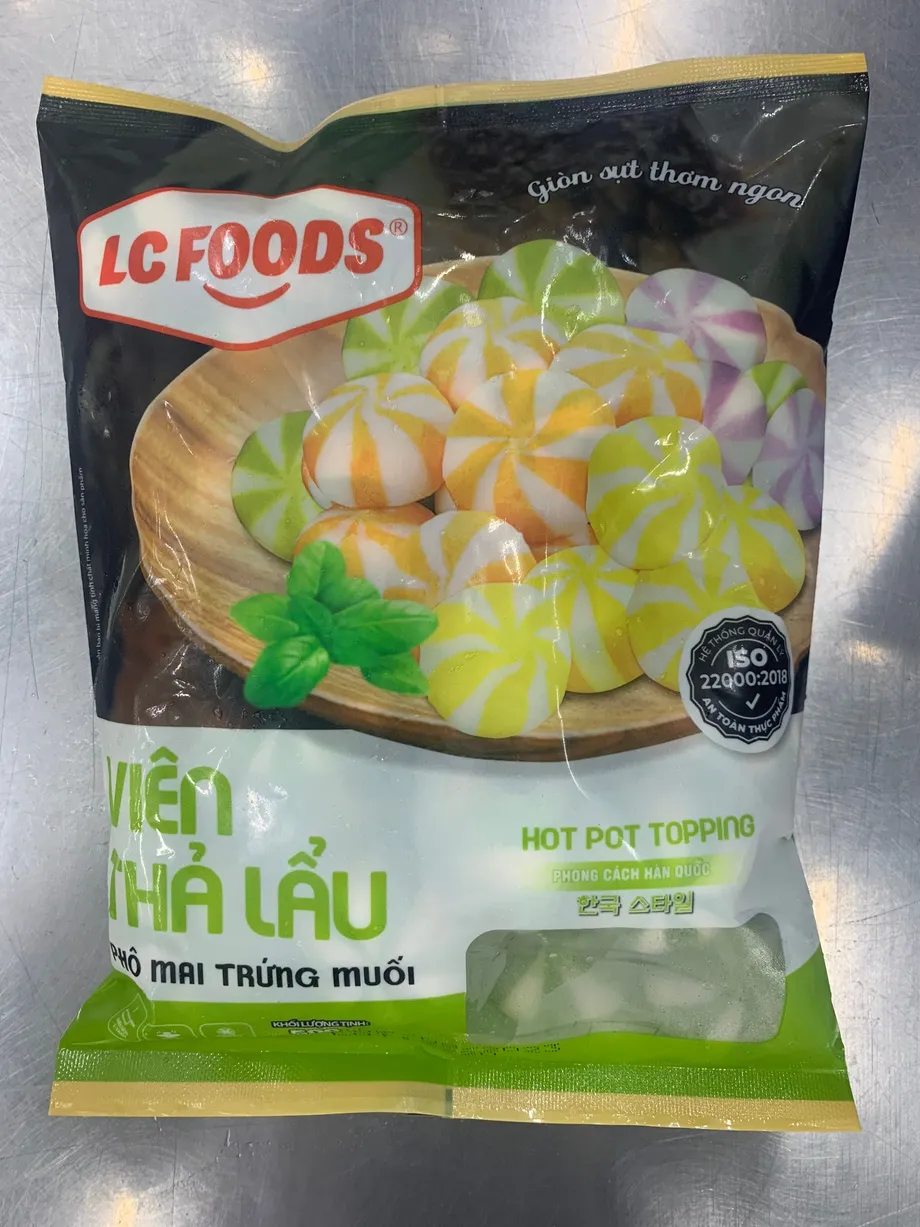 Giòn sựt thơm ngon
LC FOODS®
HỆ THỐNG QUẢN LÝ
ISO
22000:2018
AN TOÀN THỰC PHẨM
VIÊN
THẢ LẨU
PHÔ MAI TRỨNG MUỐI
HOT POT TOPPING
PHONG CÁCH HÀN QUỐC
한국 스타일
KHỐI LƯỢNG TỊNH: